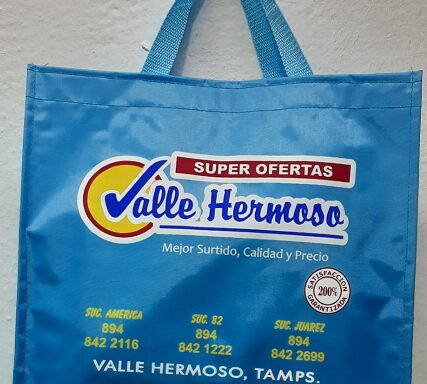 SUPER OFERTAS
Valle Hermoso
Mejor Surtido, Calidad y Precio
SATISFACCION
200%
GARANTIZADA
SUC. AMERICA
894
842 2116
SUC. 82
894
842 1222
SUC. JUAREZ
894
842 2699
VALLE HERMOSO, TAMPS.